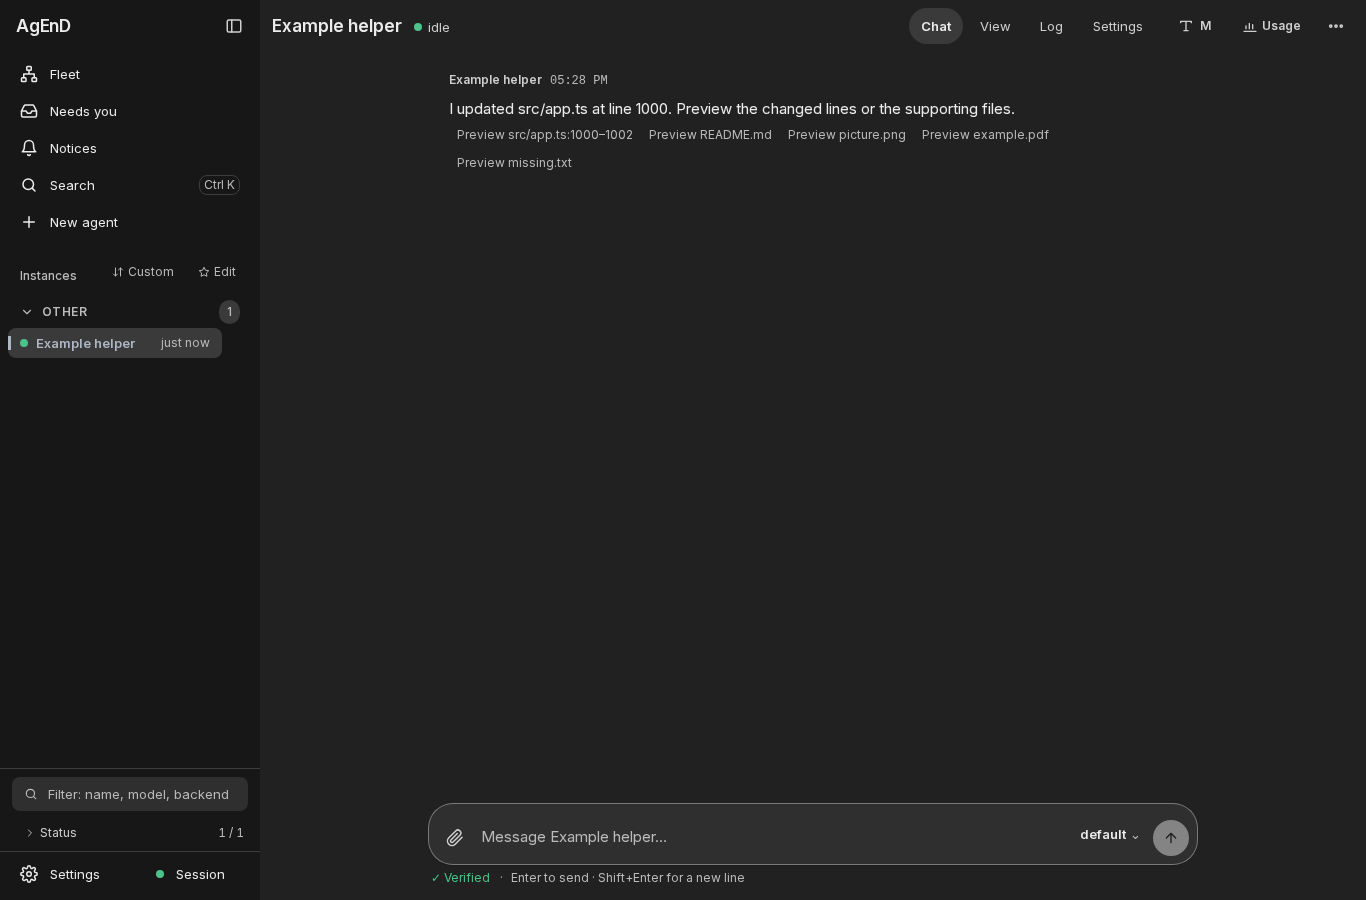 AgEnD
Fleet
Needs you
Notices
Search Ctrl K
New agent
Instances Custom Edit
OTHER 1
Example helper just now
Filter: name, model, backend
Status 1 / 1
Settings Session
Example helper idle
Chat View Log Settings M Usage
Example helper 05:28 PM
I updated src/app.ts at line 1000. Preview the changed lines or the supporting files.
Preview src/app.ts:1000–1002 Preview README.md Preview picture.png Preview example.pdf
Preview missing.txt
Message Example helper...
default
✓ Verified · Enter to send · Shift+Enter for a new line